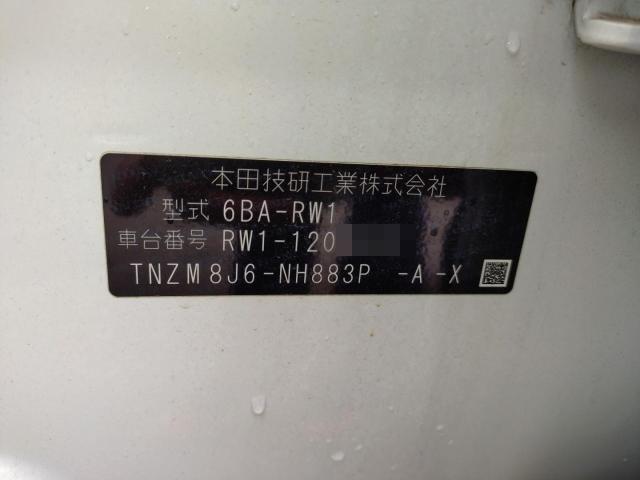 本田技研工業株式会社
型式 6BA-RW1
車台番号 RW1-120
TNZM8J6-NH883P -A-X